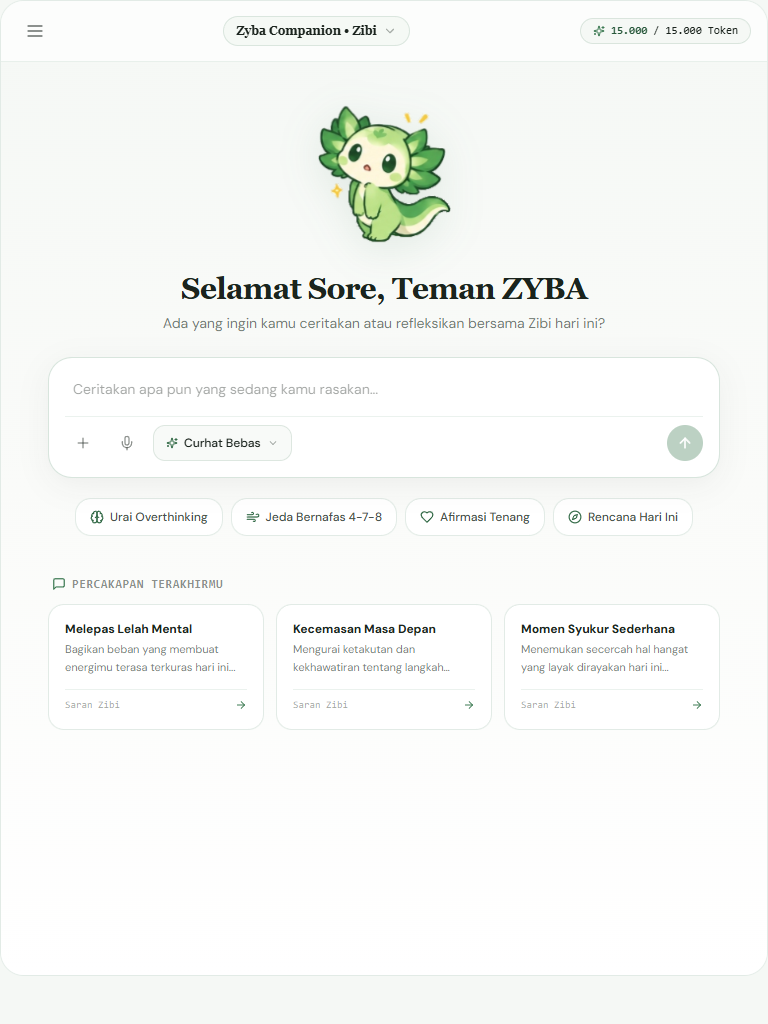 Zyba Companion • Zibi
15.000 / 15.000 Token
Selamat Sore, Teman ZYBA
Ada yang ingin kamu ceritakan atau refleksikan bersama Zibi hari ini?
Ceritakan apa pun yang sedang kamu rasakan...
Curhat Bebas
Urai Overthinking
Jeda Bernafas 4-7-8
Afirmasi Tenang
Rencana Hari Ini
PERCAKAPAN TERAKHIRMU
Melepas Lelah Mental
Bagikan beban yang membuat
energimu terasa terkuras hari ini...
Saran Zibi
Kecemasan Masa Depan
Mengurai ketakutan dan
kekhawatiran tentang langkah...
Saran Zibi
Momen Syukur Sederhana
Menemukan secercah hal hangat
yang layak dirayakan hari ini...
Saran Zibi